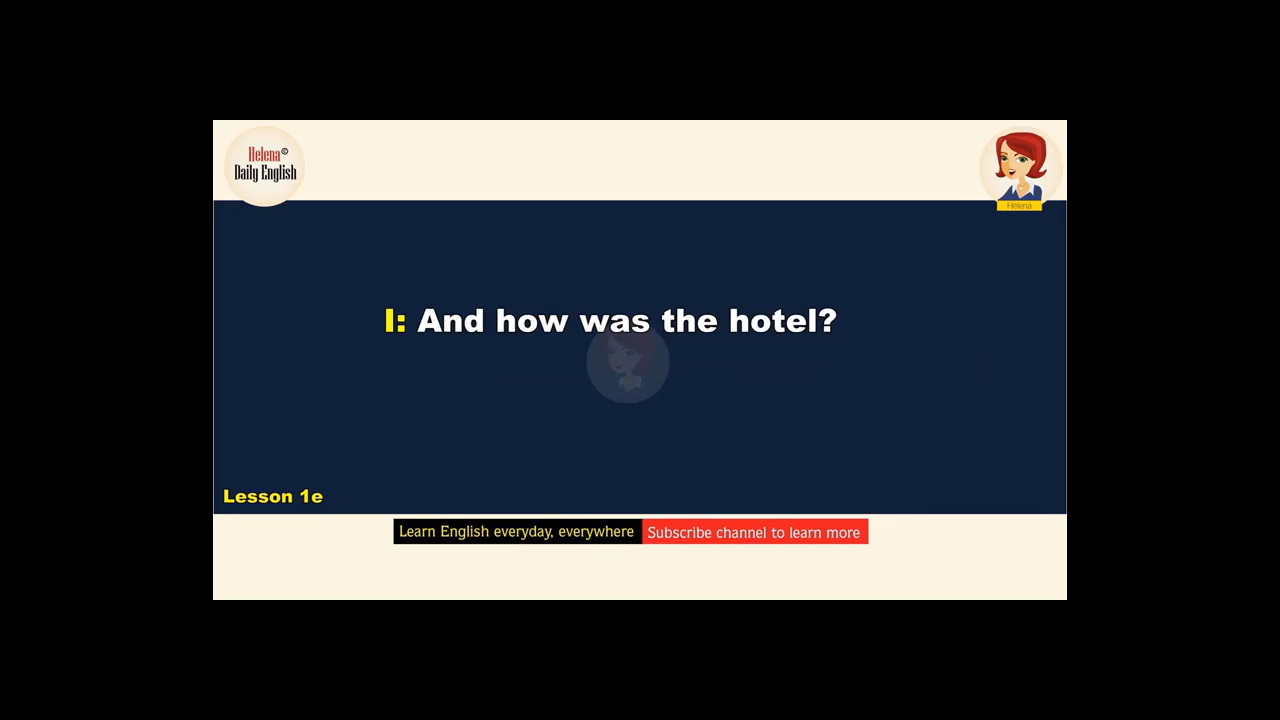 Helena©
Daily English
Helena
I: And how was the hotel?
Lesson 1e
Learn English everyday, everywhere
Subscribe channel to learn more